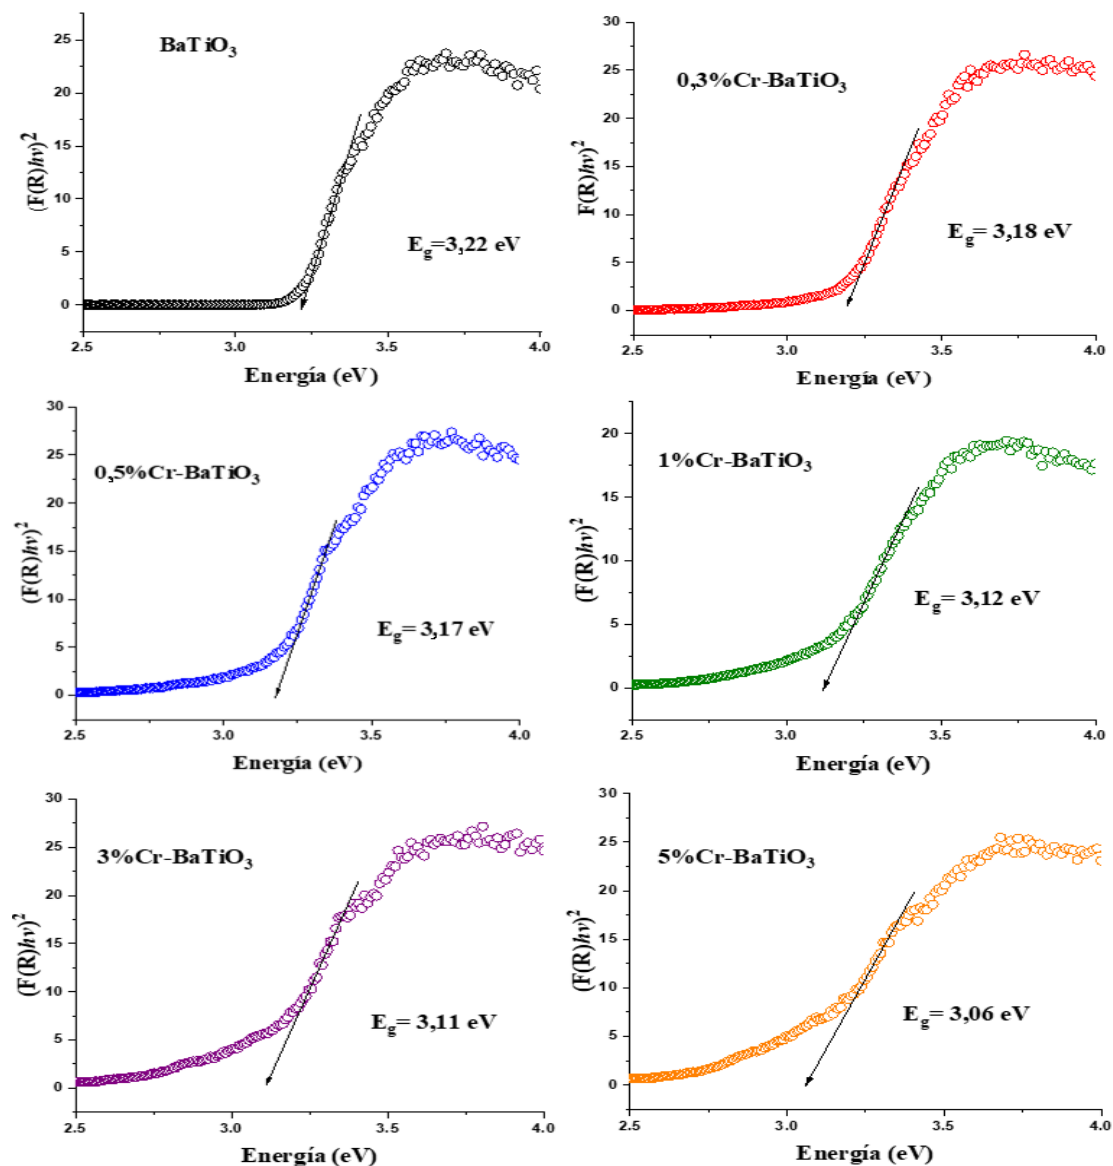 BaTiO₃
(F(R)hν)²
25
20
15
10
5
0
E_g=3,22 eV
2.5 3.0 3.5 4.0
Energía (eV)
0,3%Cr-BaTiO₃
F(R)hν)²
30
25
20
15
10
5
0
E_g= 3,18 eV
2.5 3.0 3.5 4.0
Energía (eV)
0,5%Cr-BaTiO₃
(F(R)hν)²
30
25
20
15
10
5
0
E_g= 3,17 eV
2.5 3.0 3.5 4.0
Energía (eV)
1%Cr-BaTiO₃
(F(R)hν)²
20
15
10
5
0
E_g= 3,12 eV
2.5 3.0 3.5 4.0
Energía (eV)
3%Cr-BaTiO₃
(F(R)hν)²
30
25
20
15
10
5
0
E_g= 3,11 eV
2.5 3.0 3.5 4.0
Energía (eV)
5%Cr-BaTiO₃
(F(R)hν)²
30
25
20
15
10
5
0
E_g= 3,06 eV
2.5 3.0 3.5 4.0
Energía (eV)